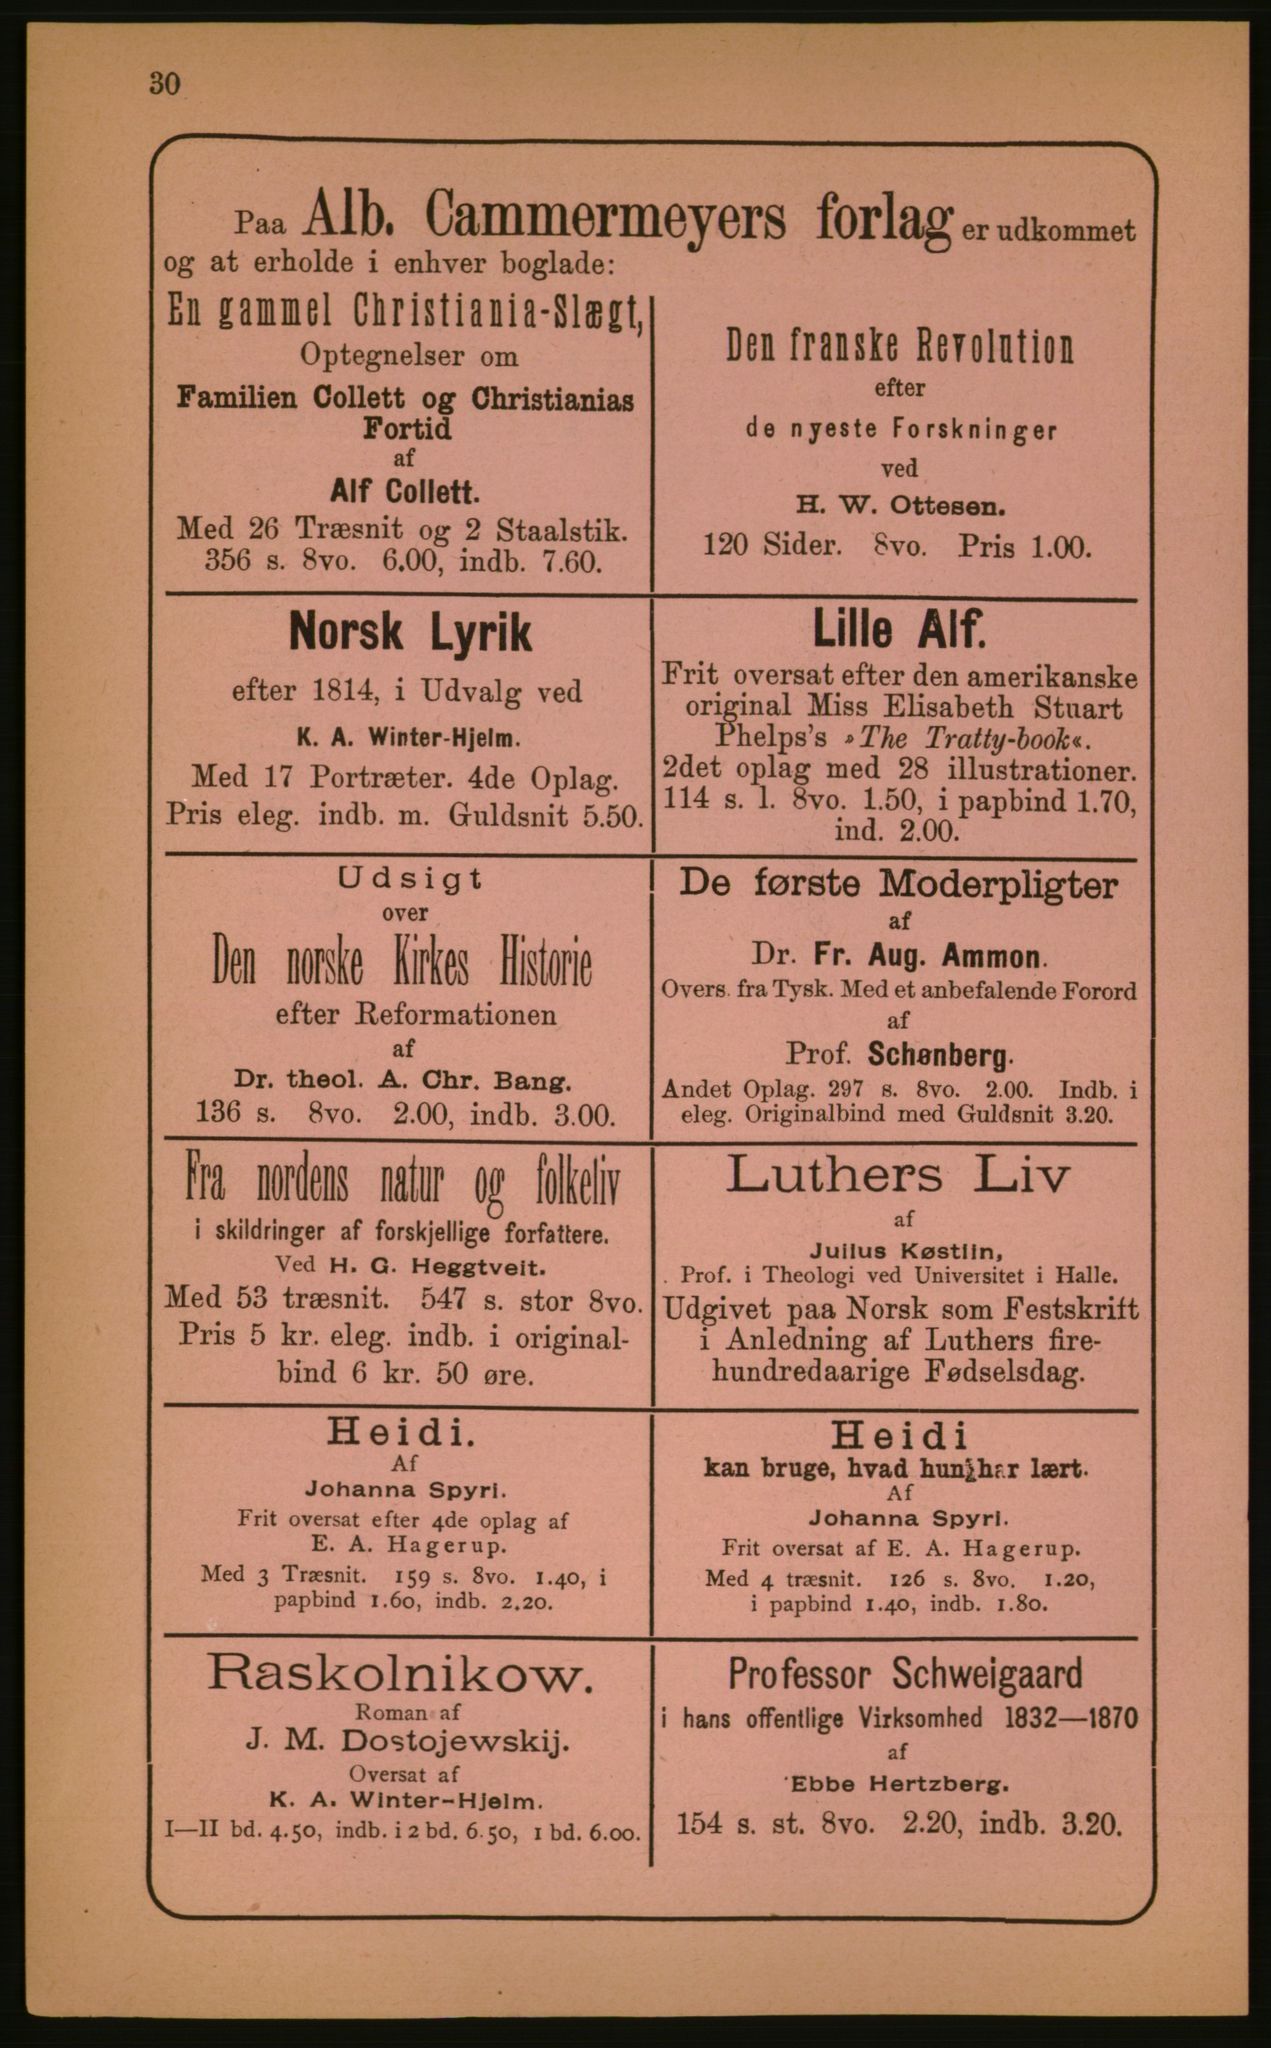 30
Paa Alb. Cammermeyers forlag er udkommet
og at erholde i enhver boglade:
En gammel Christiania-Slægt,
Optegnelser om
Familien Collett og Christianias
Fortid
af
Alf Collett.
Med 26 Træsnit og 2 Staalstik.
356 s. 8vo. 6.00, indb. 7.60.
Den franske Revolution
efter
de nyeste Forskninger
ved
H. W. Ottesen.
120 Sider. 8vo. Pris 1.00.
Norsk Lyrik
efter 1814, i Udvalg ved
K. A. Winter-Hjelm.
Med 17 Portræter. 4de Oplag.
Pris eleg. indb. m. Guldsnit 5.50.
Lille Alf.
Frit oversat efter den amerikanske
original Miss Elisabeth Stuart
Phelps's »The Tratty-book«.
2det oplag med 28 illustrationer.
114 s. l. 8vo. 1.50, i papbind 1.70,
ind. 2.00.
Udsigt
over
Den norske Kirkes Historie
efter Reformationen
af
Dr. theol. A. Chr. Bang.
136 s. 8vo. 2.00, indb. 3.00.
De første Moderpligter
af
Dr. Fr. Aug. Ammon.
Overs. fra Tysk. Med et anbefalende Forord
af
Prof. Schønberg.
Andet Oplag. 297 s. 8vo. 2.00. Indb. i
eleg. Originalbind med Guldsnit 3.20.
Fra nordens natur og folkeliv
i skildringer af forskjellige forfattere.
Ved H. G. Heggtveit.
Med 53 træsnit. 547 s. stor 8vo.
Pris 5 kr. eleg. indb. i original-
bind 6 kr. 50 øre.
Luthers Liv
af
Julius Køstlin,
Prof. i Theologi ved Universitet i Halle.
Udgivet paa Norsk som Festskrift
i Anledning af Luthers fire-
hundredaarige Fødselsdag.
Heidi.
Af
Johanna Spyri.
Frit oversat efter 4de oplag af
E. A. Hagerup.
Med 3 Træsnit. 159 s. 8vo. 1.40, i
papbind 1.60, indb. 2.20.
Heidi
kan bruge, hvad hun har lært.
Af
Johanna Spyri.
Frit oversat af E. A. Hagerup.
Med 4 træsnit. 126 s. 8vo. 1.20,
i papbind 1.40, indb. 1.80.
Raskolnikow.
Roman af
J. M. Dostojewskij.
Oversat af
K. A. Winter-Hjelm.
I—II bd. 4.50, indb. i 2 bd. 6.50, 1 bd. 6.00.
Professor Schweigaard
i hans offentlige Virksomhed 1832—1870
af
Ebbe Hertzberg.
154 s. st. 8vo. 2.20, indb. 3.20.